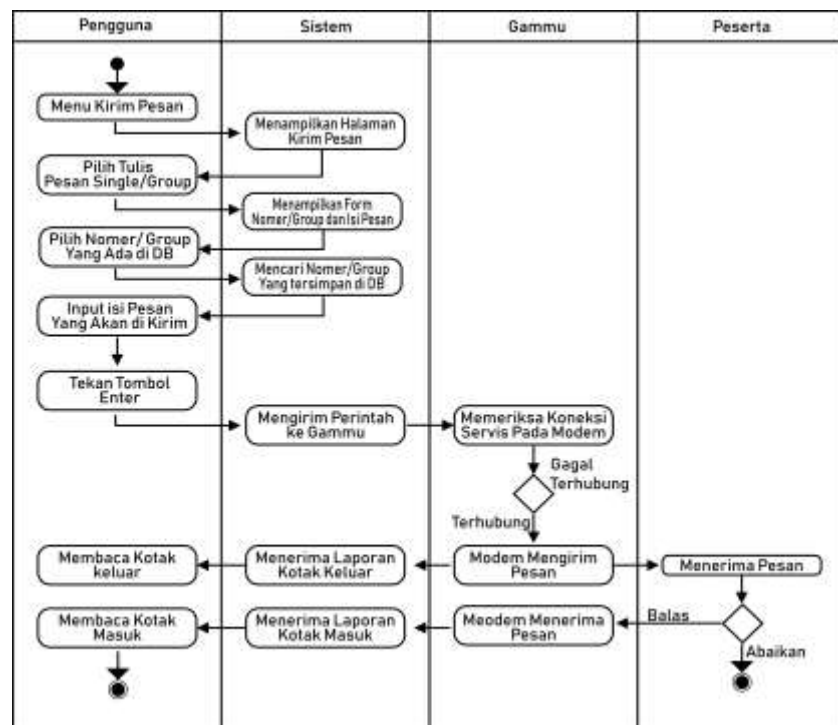 Pengguna
Sistem
Gammu
Peserta
Menu Kirim Pesan
Menampilkan Halaman
Kirim Pesan
Pilih Tulis
Pesan Single/Group
Menampilkan Form
Nomer/Group dan Isi Pesan
Pilih Nomer/ Group
Yang Ada di DB
Mencari Nomer/Group
Yang tersimpan di DB
Input isi Pesan
Yang Akan di Kirim
Tekan Tombol
Enter
Mengirim Perintah
ke Gammu
Memeriksa Koneksi
Servis Pada Modem
Gagal
Terhubung
Terhubung
Membaca Kotak
keluar
Menerima Laporan
Kotak Keluar
Modem Mengirim
Pesan
Menerima Pesan
Membaca Kotak
Masuk
Menerima Laporan
Kotak Masuk
Meodem Menerima
Pesan
Balas
Abaikan